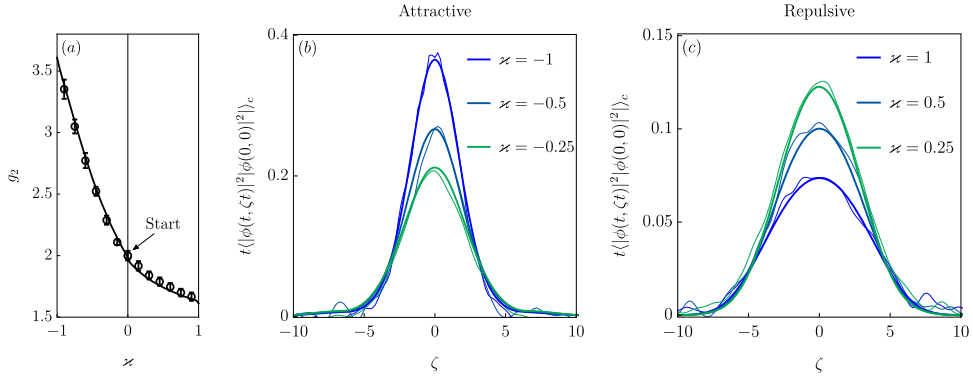 Attractive
Repulsive
(a)
3.5
3
2.5
2
1.5
g₂
Start
−1
0
1
ϰ
(b)
0.4
0.2
0
t⟨|ϕ(t, ζt)|²|ϕ(0, 0)|²|⟩_c
ϰ = −1
ϰ = −0.5
ϰ = −0.25
−10
−5
0
5
10
ζ
(c)
0.15
0.1
0.05
0
t⟨|ϕ(t, ζt)|²|ϕ(0, 0)|²|⟩_c
ϰ = 1
ϰ = 0.5
ϰ = 0.25
−10
−5
0
5
10
ζ